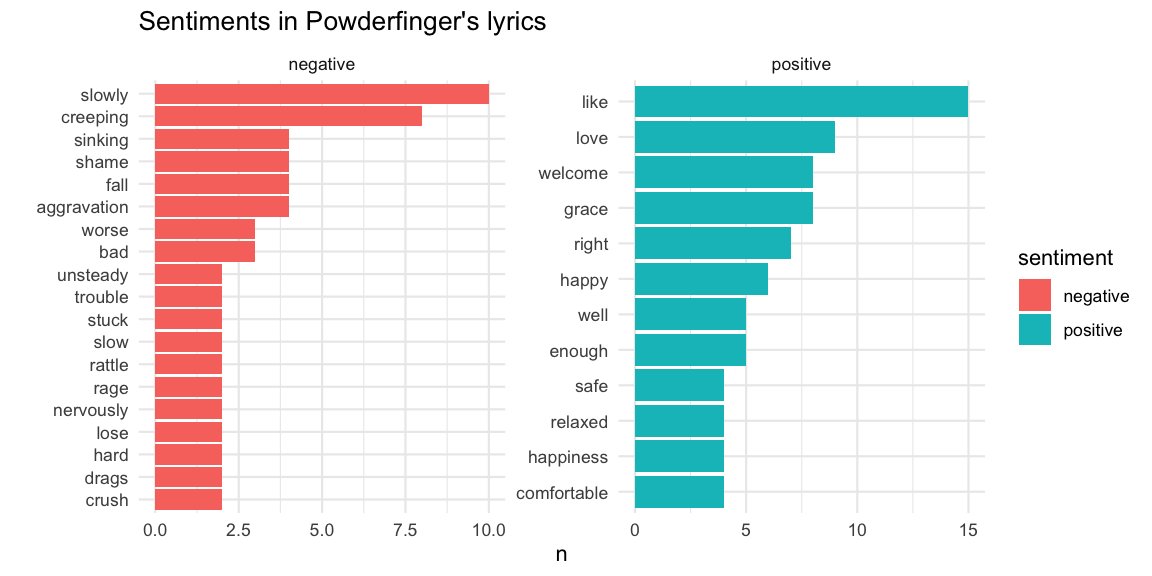 Sentiments in Powderfinger's lyrics
negative
slowly
creeping
sinking
shame
fall
aggravation
worse
bad
unsteady
trouble
stuck
slow
rattle
rage
nervously
lose
hard
drags
crush
0.0 2.5 5.0 7.5 10.0
positive
like
love
welcome
grace
right
happy
well
enough
safe
relaxed
happiness
comfortable
0 5 10 15
n
sentiment
negative
positive